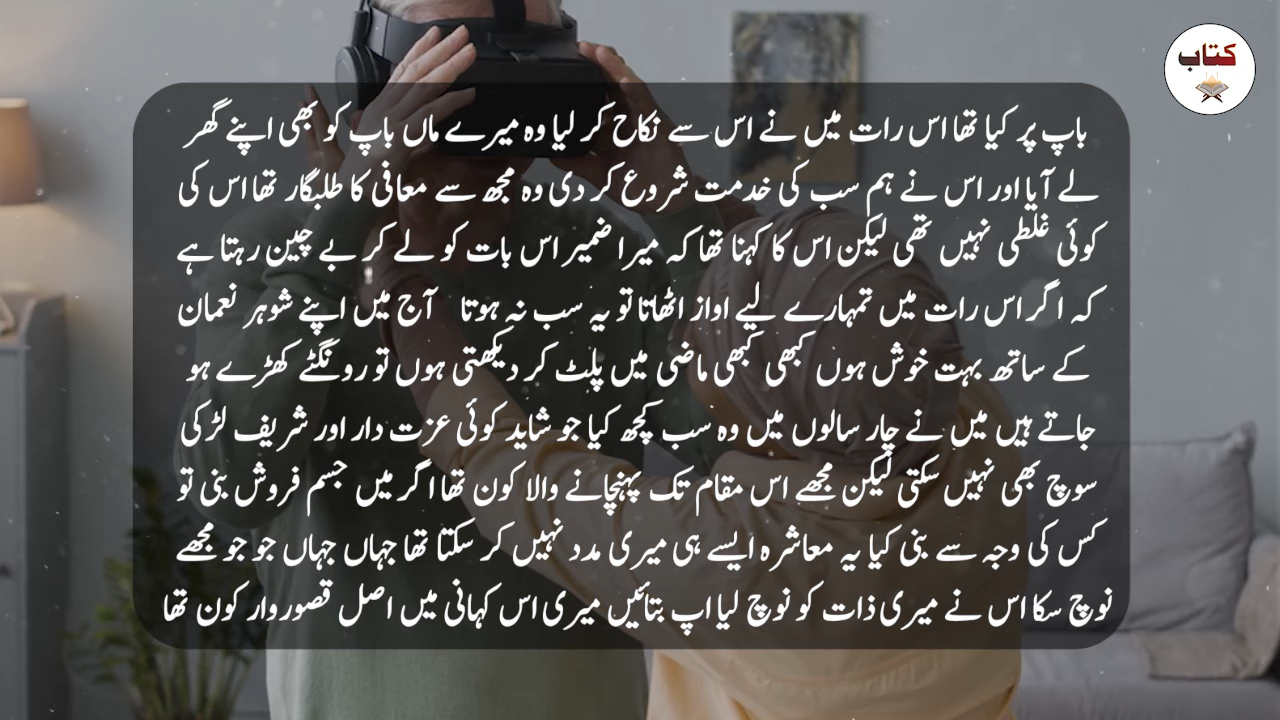 کتاب
باپ پر کیا تھا اس رات میں نے اس سے نکاح کر لیا وہ میرے ماں باپ کو بھی اپنے گھر
لے آیا اور اس نے ہم سب کی خدمت شروع کر دی وہ مجھ سے معافی کا طلبگار تھا اس کی
کوئی غلطی نہیں تھی لیکن اس کا کہنا تھا کہ میرا ضمیر اس بات کو لے کر بے چین رہتا ہے
کہ اگر اس رات میں تمہارے لیے اواز اٹھاتا تو یہ سب نہ ہوتا آج میں اپنے شوہر نعمان
کے ساتھ بہت خوش ہوں کبھی کبھی ماضی میں پلٹ کر دیکھتی ہوں تو رونگٹے کھڑے ہو
جاتے ہیں میں نے چار سالوں میں وہ سب کچھ کیا جو شاید کوئی عزت دار اور شریف لڑکی
سوچ بھی نہیں سکتی لیکن مجھے اس مقام تک پہنچانے والا کون تھا اگر میں جسم فروش بنی تو
کس کی وجہ سے بنی کیا یہ معاشرہ ایسے ہی میری مدد نہیں کر سکتا تھا جہاں جہاں جو جو مجھے
نوچ سکا اس نے میری ذات کو نوچ لیا اپ بتائیں میری اس کہانی میں اصل قصوروار کون تھا